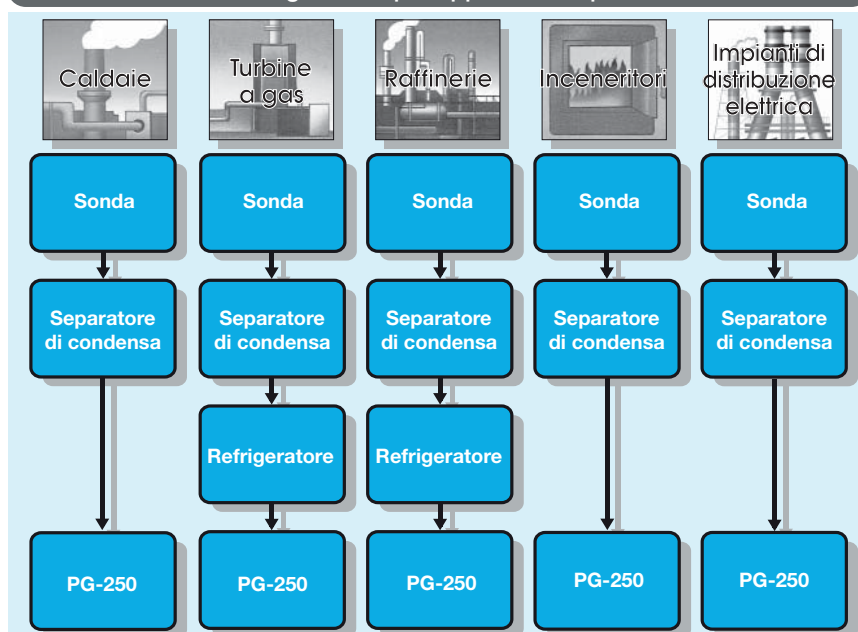 Caldaie
Turbine
a gas
Raffinerie
Inceneritori
Impianti di
distribuzione
elettrica
Sonda
Sonda
Sonda
Sonda
Sonda
Separatore
di condensa
Separatore
di condensa
Separatore
di condensa
Separatore
di condensa
Separatore
di condensa
Refrigeratore
Refrigeratore
PG-250
PG-250
PG-250
PG-250
PG-250